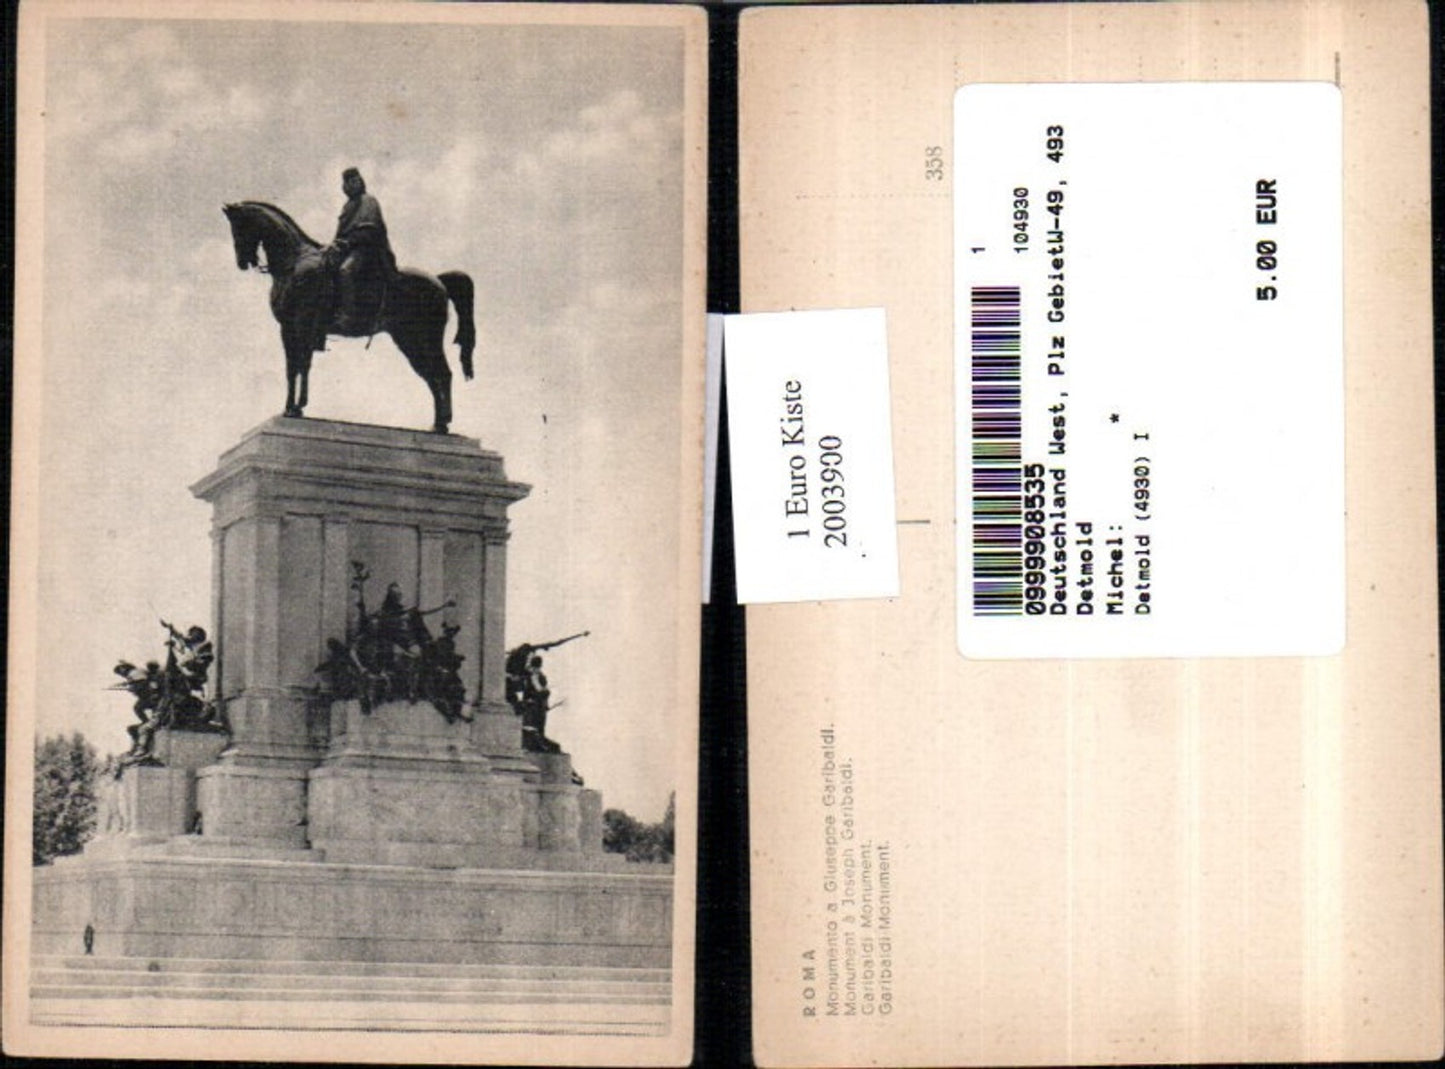 358
1 Euro Kiste
2003900
1
104930
0999908535
Deutschland West, Plz GebietW-49, 493
Detmold
Michel: *
Detmold (4930) I
5.00 EUR
ROMA
Monumento a Giuseppe Garibaldi.
Monument à Joseph Garibaldi.
Garibaldi Monument.
Garibaldi-Monument.